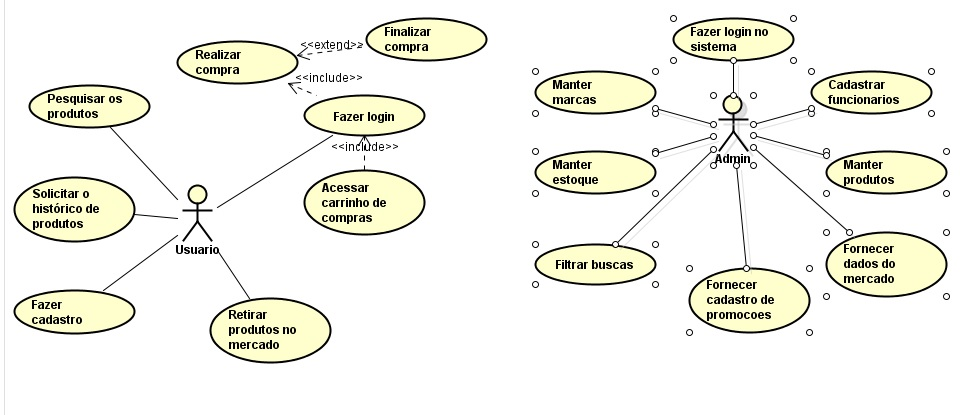 Finalizar
compra
<<extend>>
Realizar
compra
<<include>>
Pesquisar os
produtos
Fazer login
<<include>>
Solicitar o
histórico de
produtos
Acessar
carrinho de
compras
Usuario
Fazer
cadastro
Retirar
produtos no
mercado
Fazer login no
sistema
Manter
marcas
Cadastrar
funcionarios
Admin
Manter
estoque
Manter
produtos
Filtrar buscas
Fornecer
dados do
mercado
Fornecer
cadastro de
promocoes